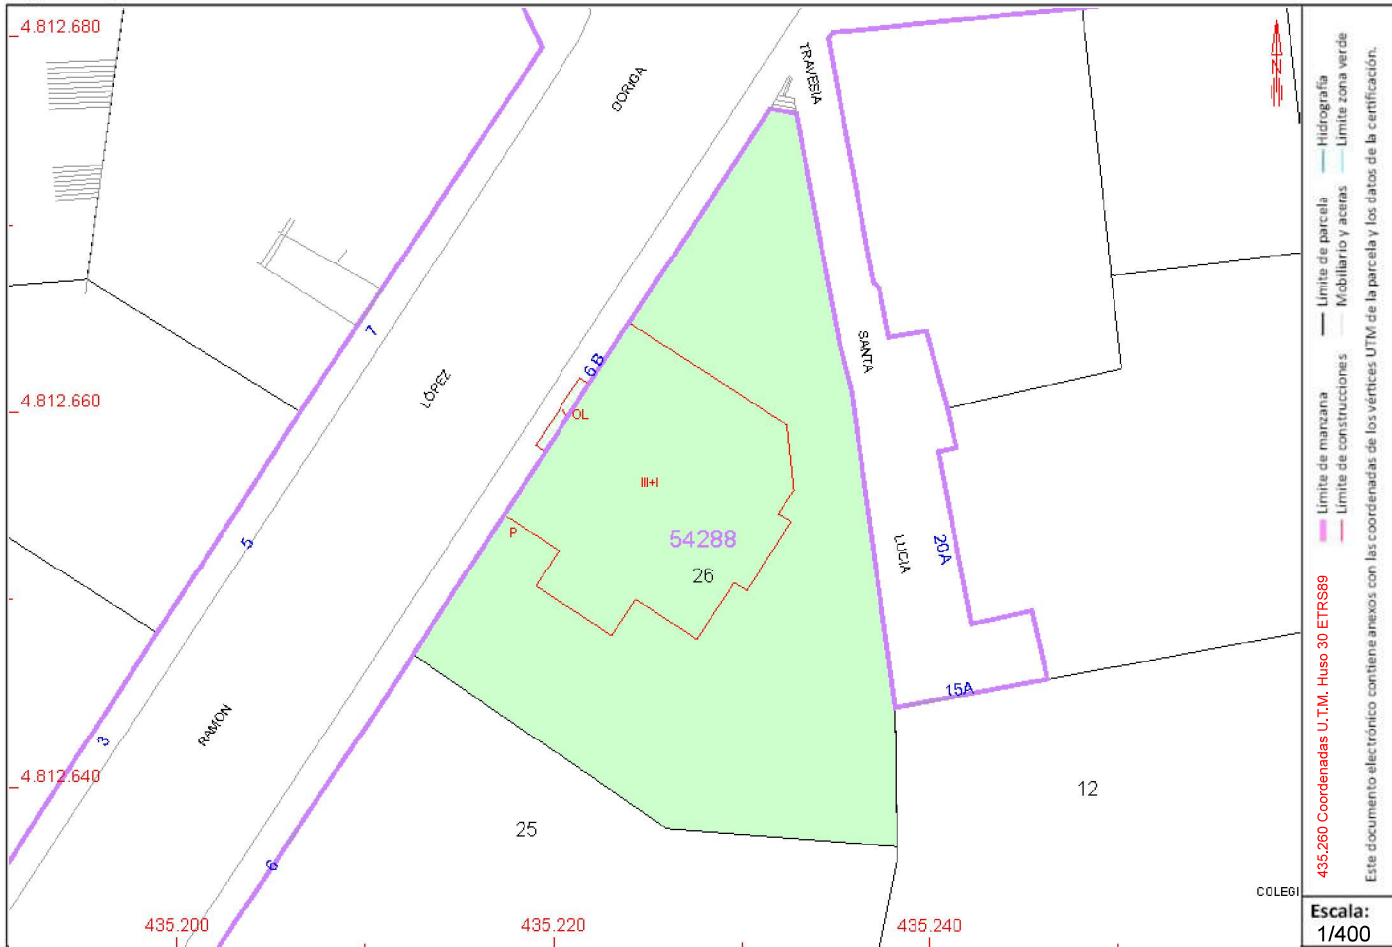 4.812.680
DORIGA
TRAVESIA
N
7
LÓPEZ
6 B
SANTA
4.812.660
VOL
III+I
P
54288
26
5
LUCIA
20A
15A
RAMON
3
4.812.640
12
25
6
COLEGI
435.200
435.220
435.240
435.260 Coordenadas U.T.M. Huso 30 ETRS89
Límite de manzana
Límite de parcela
Hidrografía
Límite de construcciones
Mobiliario y aceras
Límite zona verde
Este documento electrónico contiene anexos con las coordenadas de los vértices UTM de la parcela y los datos de la certificación.
Escala:
1/400